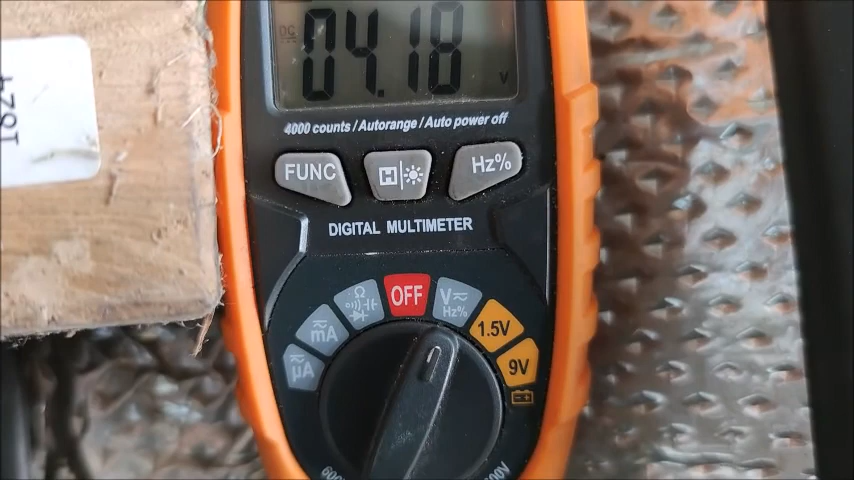 DC
04.18
V
4000 counts / Autorange / Auto power off
FUNC
H
Hz%
DIGITAL MULTIMETER
OFF
V
Hz%
Ω
mA
μA
1.5V
9V